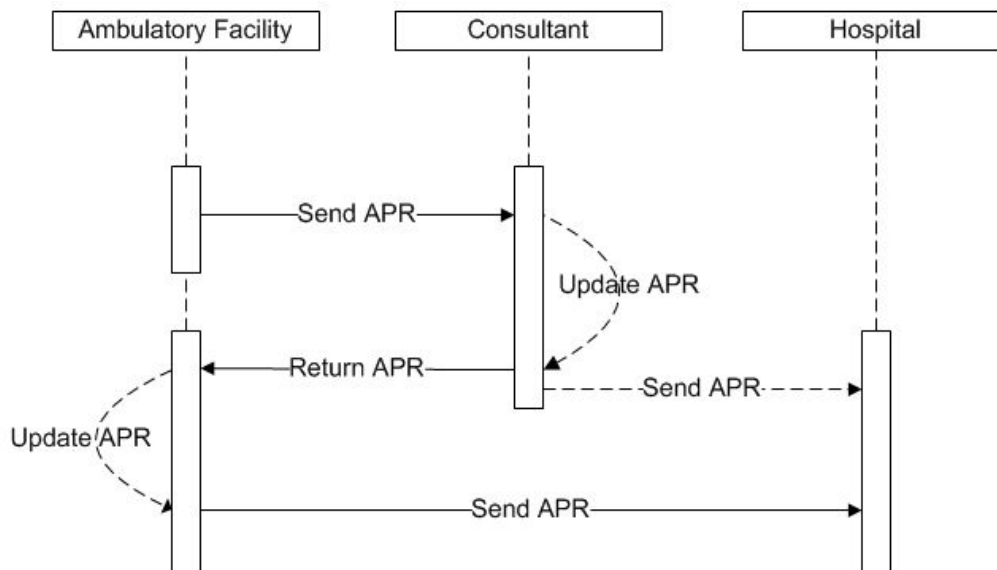 Ambulatory Facility
Consultant
Hospital
Send APR
Update APR
Return APR
Send APR
Update APR
Send APR